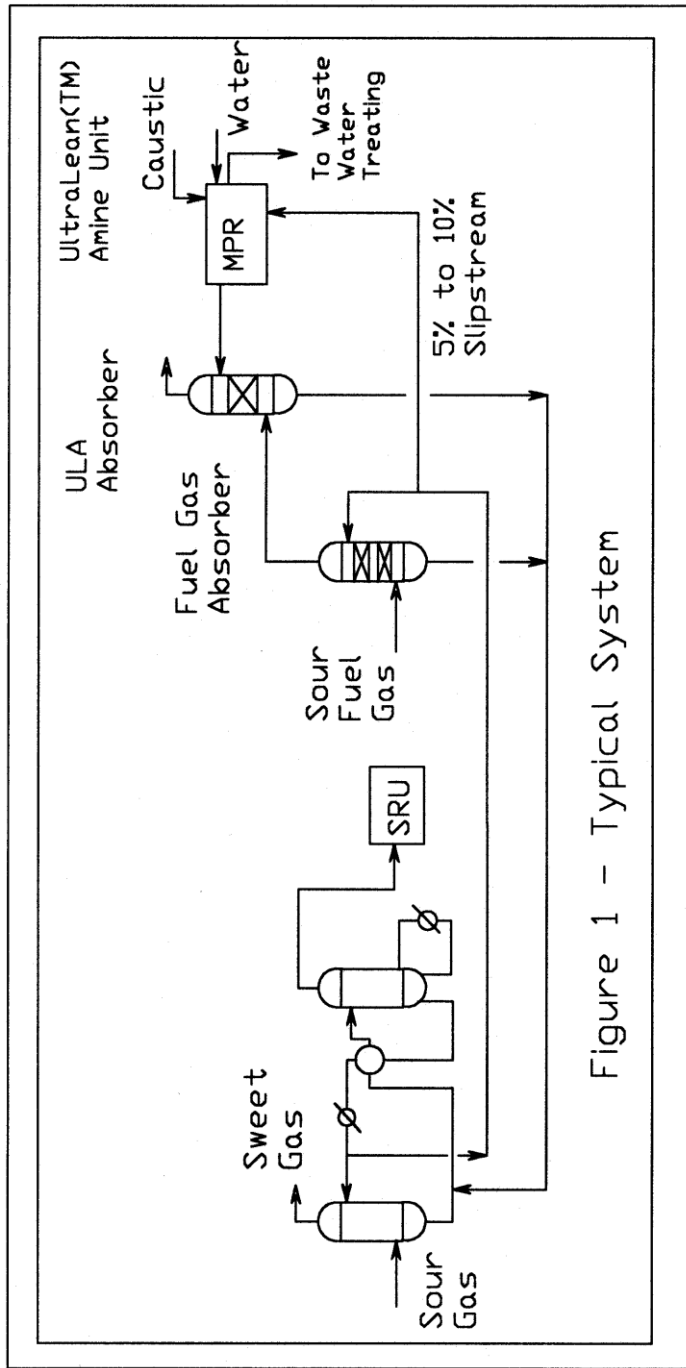 UltraLean(TM)
Amine Unit
Caustic
Water
MPR
To Waste
Water
Treating
ULA
Absorber
Fuel Gas
Absorber
5% to 10%
Slipstream
Sour
Fuel
Gas
SRU
Sweet
Gas
Sour
Gas
Figure 1 - Typical System